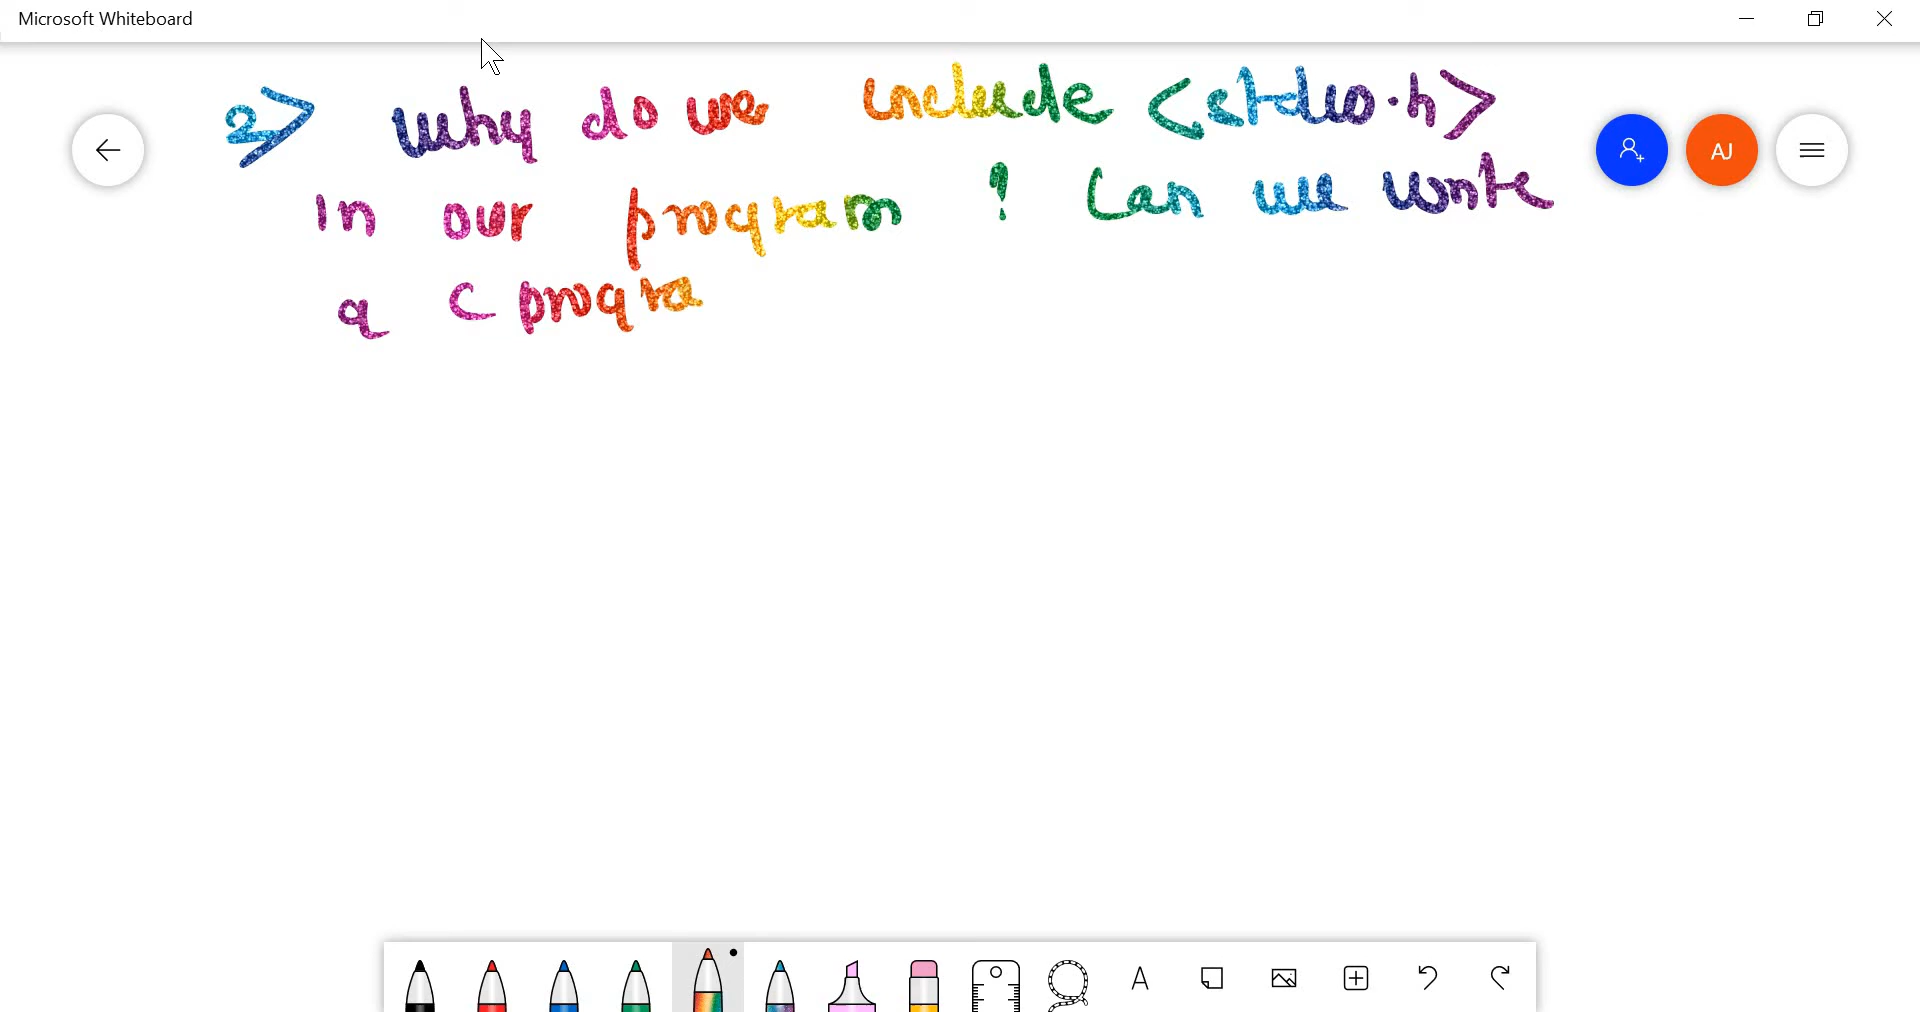 Microsoft Whiteboard
2> Why do we include <stdio.h>
AJ
in our program ? Can we write
a C progra
A